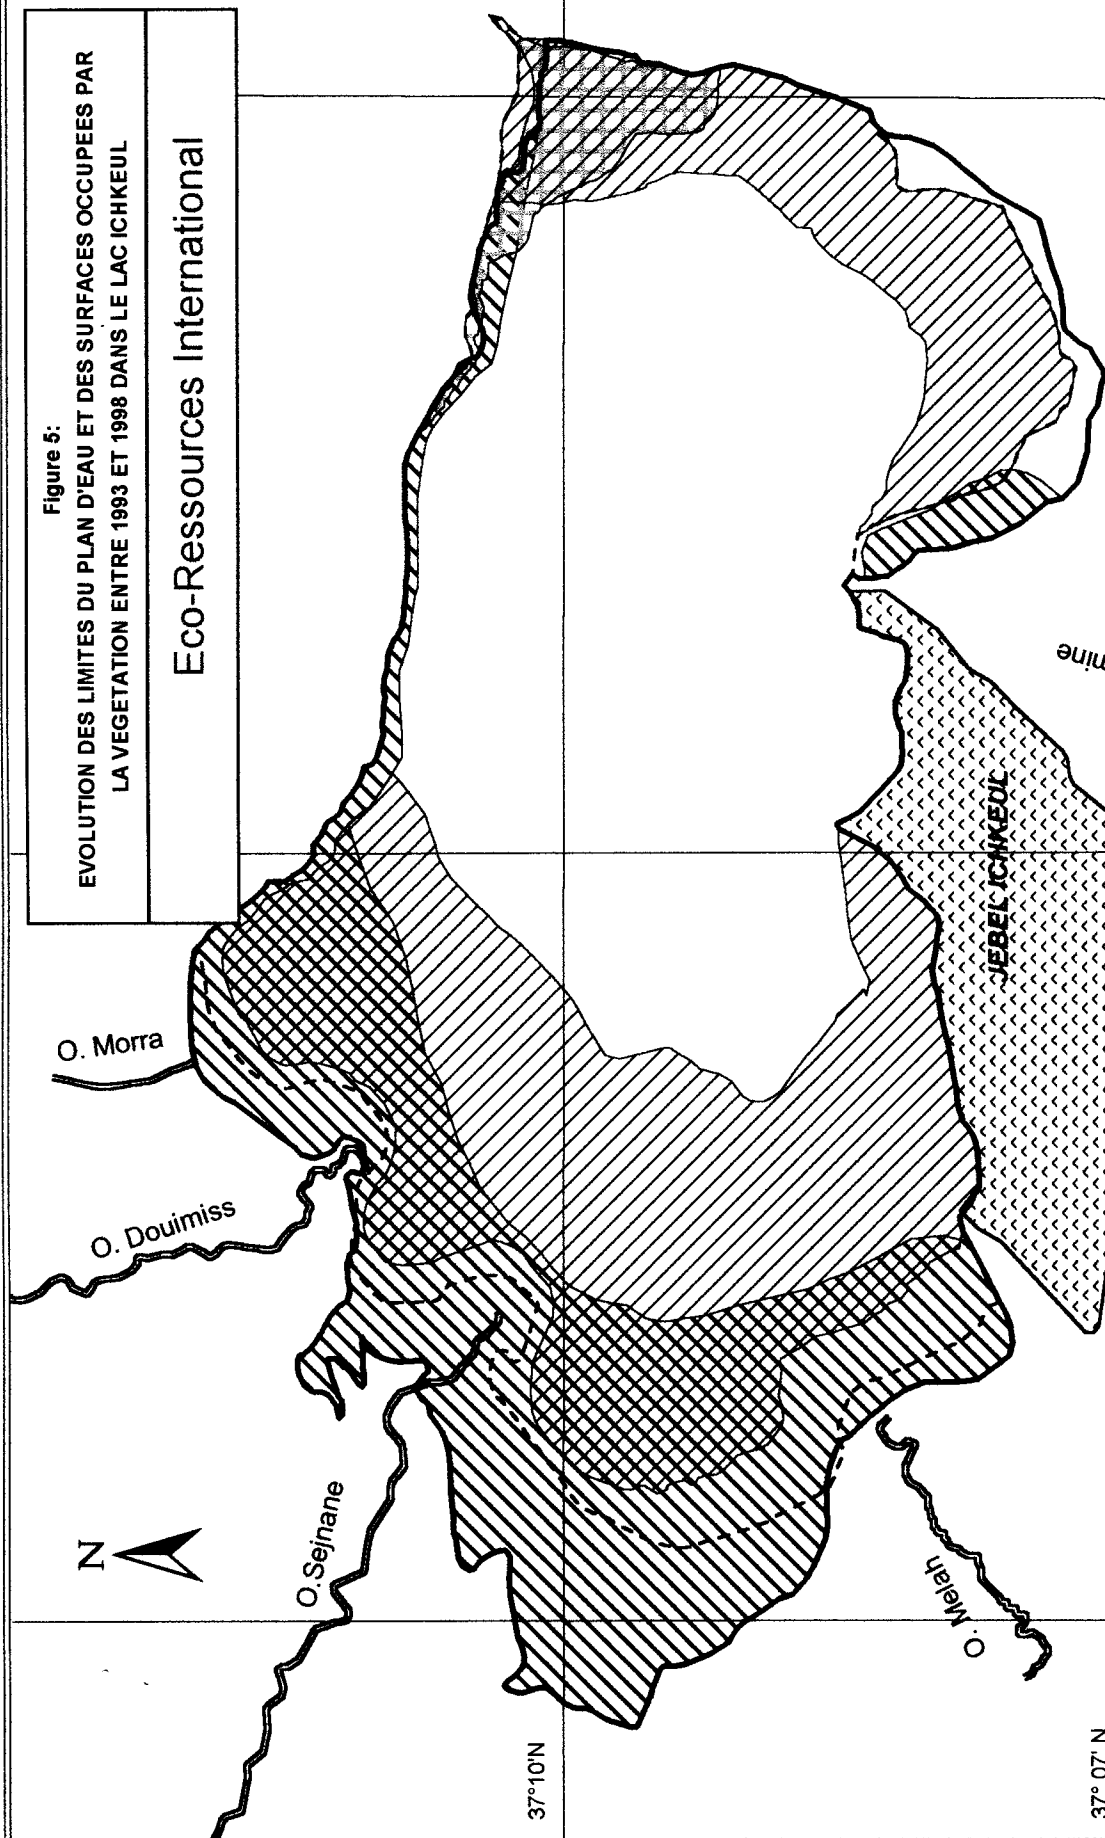 Figure 5:
EVOLUTION DES LIMITES DU PLAN D'EAU ET DES SURFACES OCCUPEES PAR
LA VEGETATION ENTRE 1993 ET 1998 DANS LE LAC ICHKEUL
Eco-Ressources International
N
O. Morra
O. Douimiss
O.Sejnane
O. Melah
JEBEL ICHKEUL
37°10'N
37° 07' N